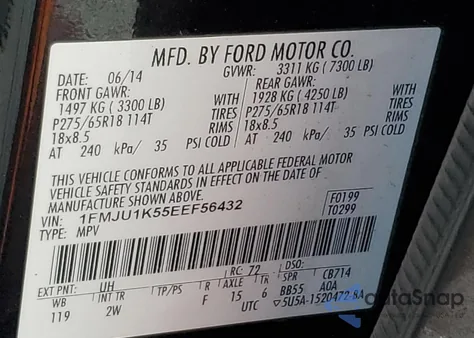 MFD. BY FORD MOTOR CO.
DATE: 06/14 GVWR: 3311 KG (7300 LB)
FRONT GAWR: REAR GAWR:
1497 KG (3300 LB) WITH 1928 KG (4250 LB) WITH
P275/65R18 114T TIRES P275/65R18 114T TIRES
18x8.5 RIMS 18x8.5 RIMS
AT 240 kPa/ 35 PSI COLD AT 240 kPa/ 35 PSI COLD
THIS VEHICLE CONFORMS TO ALL APPLICABLE FEDERAL MOTOR
VEHICLE SAFETY STANDARDS IN EFFECT ON THE DATE OF
MANUFACTURE SHOWN ABOVE.
VIN: 1FMJU1K55EEF56432 F0199
TYPE: MPV T0299
EXT PNT: UH RC: 72 DSO:
WB INT TR TP/PS R AXLE TR SPR CB714
119 2W F 15 6 BB55 A0A
UTC 5U5A-1520472-BA
AutoSnap